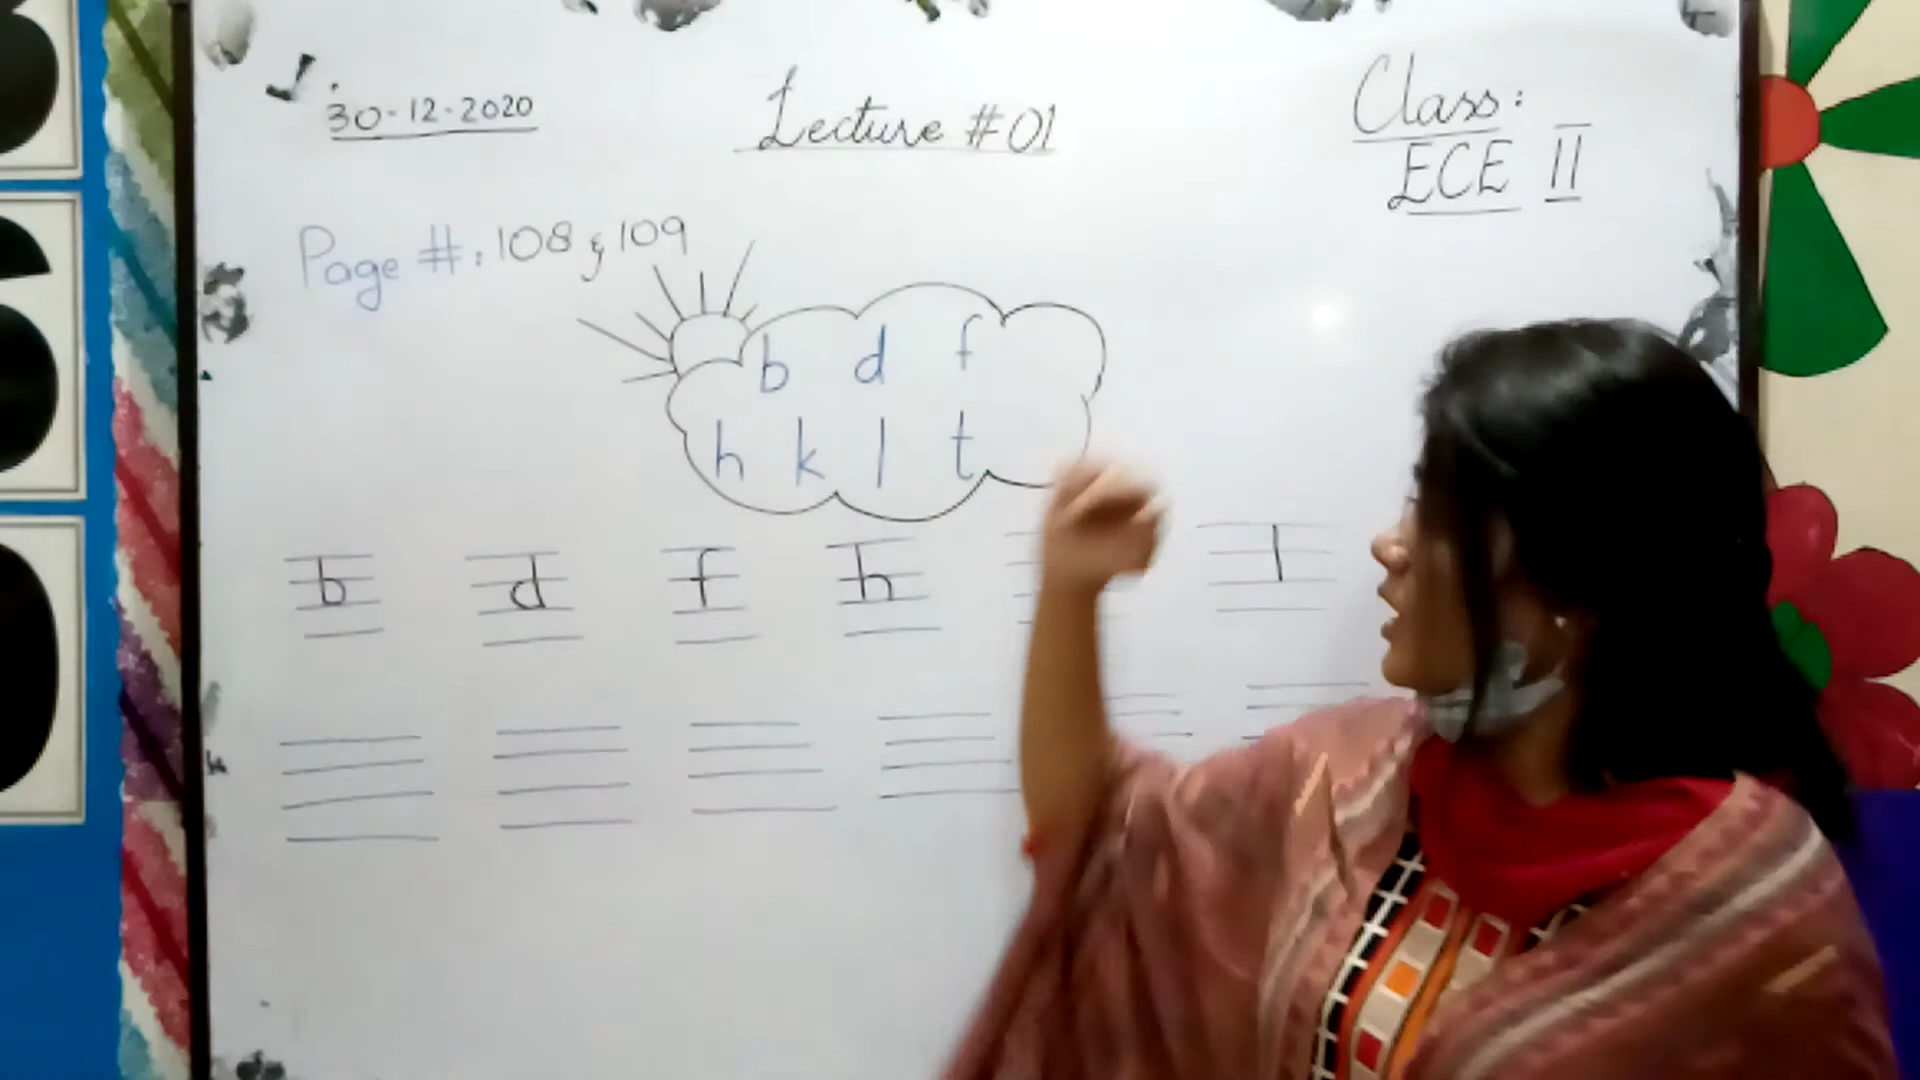 30-12-2020
Lecture #01
Class:
ECE II
Page #: 108 & 109
b d f
h k l t
b d f h l